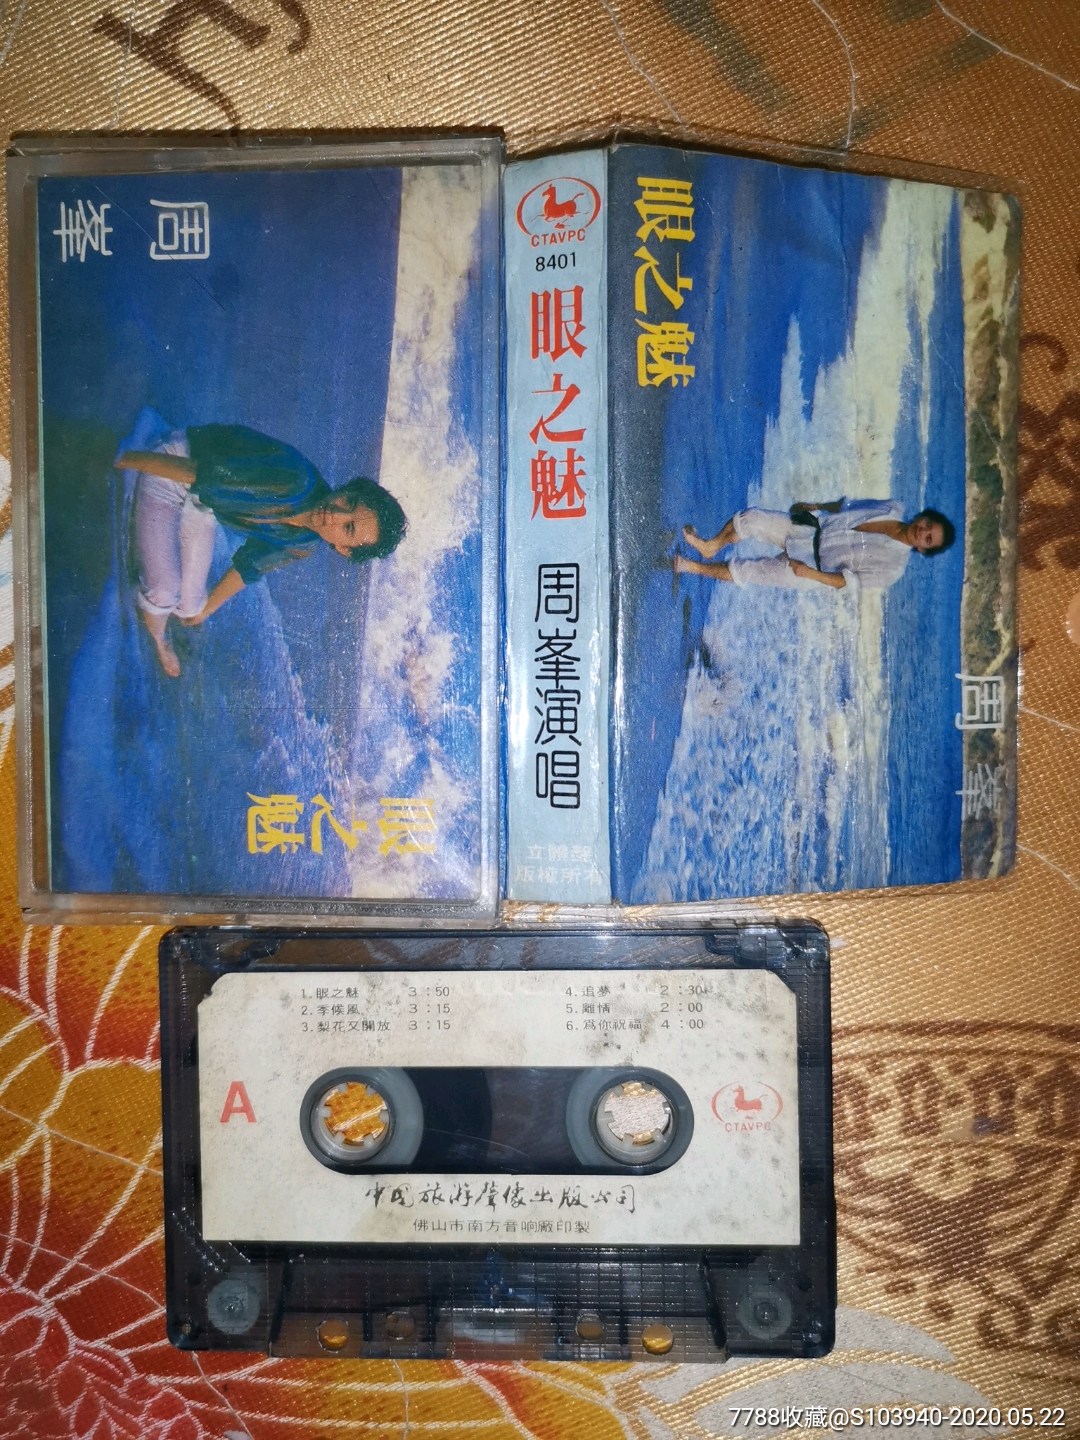 周峯
眼之魅
CTAVPC
8401
眼之魅
周峯演唱
立體聲
版權所有
眼之魅
周峯
1.眼之魅 3:50
2.季候風 3:15
3.梨花又開放 3:15
4.追夢 2:30
5.離情 2:00
6.爲你祝福 4:00
A
CTAVPC
中国旅游聲像出版公司
佛山市南方音响廠印製
7788收藏@S103940-2020.05.22